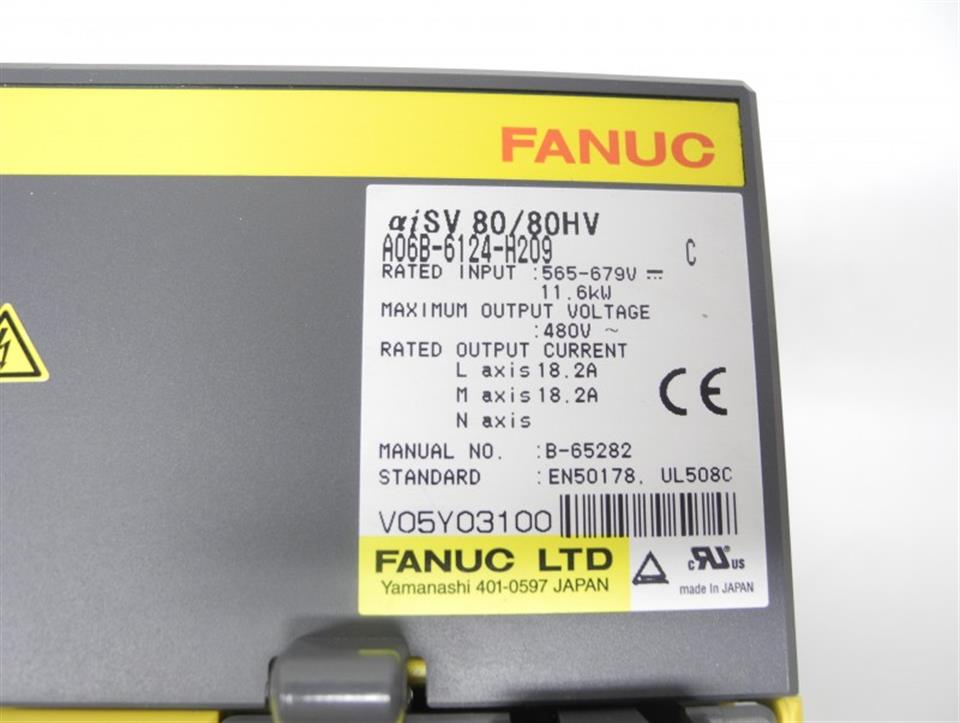 FANUC
αiSV 80/80HV
A06B-6124-H209 C
RATED INPUT :565-679V ⎓
11.6kW
MAXIMUM OUTPUT VOLTAGE
:480V ~
RATED OUTPUT CURRENT
L axis 18.2A
M axis 18.2A
N axis
CE
MANUAL NO. :B-65282
STANDARD :EN50178, UL508C
V05Y03100
FANUC LTD
Yamanashi 401-0597 JAPAN
c RU us
made In JAPAN